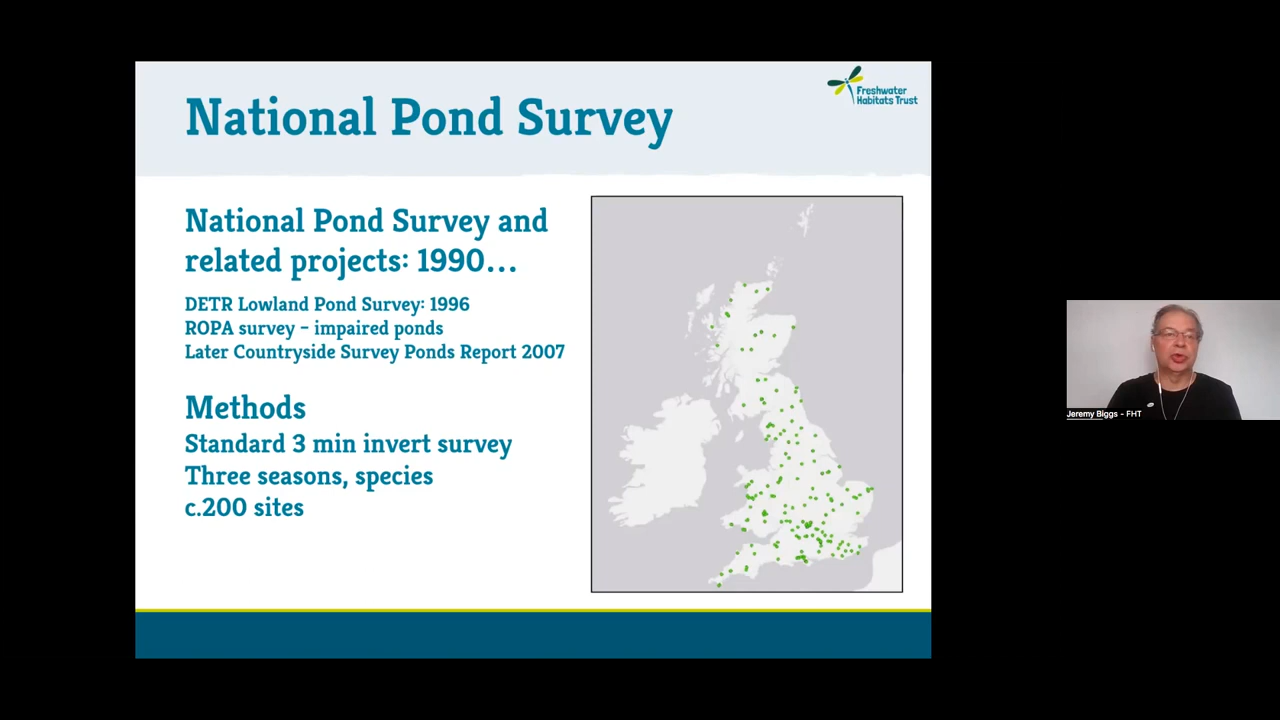 National Pond Survey
Freshwater
Habitats Trust
National Pond Survey and
related projects: 1990…
DETR Lowland Pond Survey: 1996
ROPA survey – impaired ponds
Later Countryside Survey Ponds Report 2007
Methods
Standard 3 min invert survey
Three seasons, species
c.200 sites
Jeremy Biggs - FHT